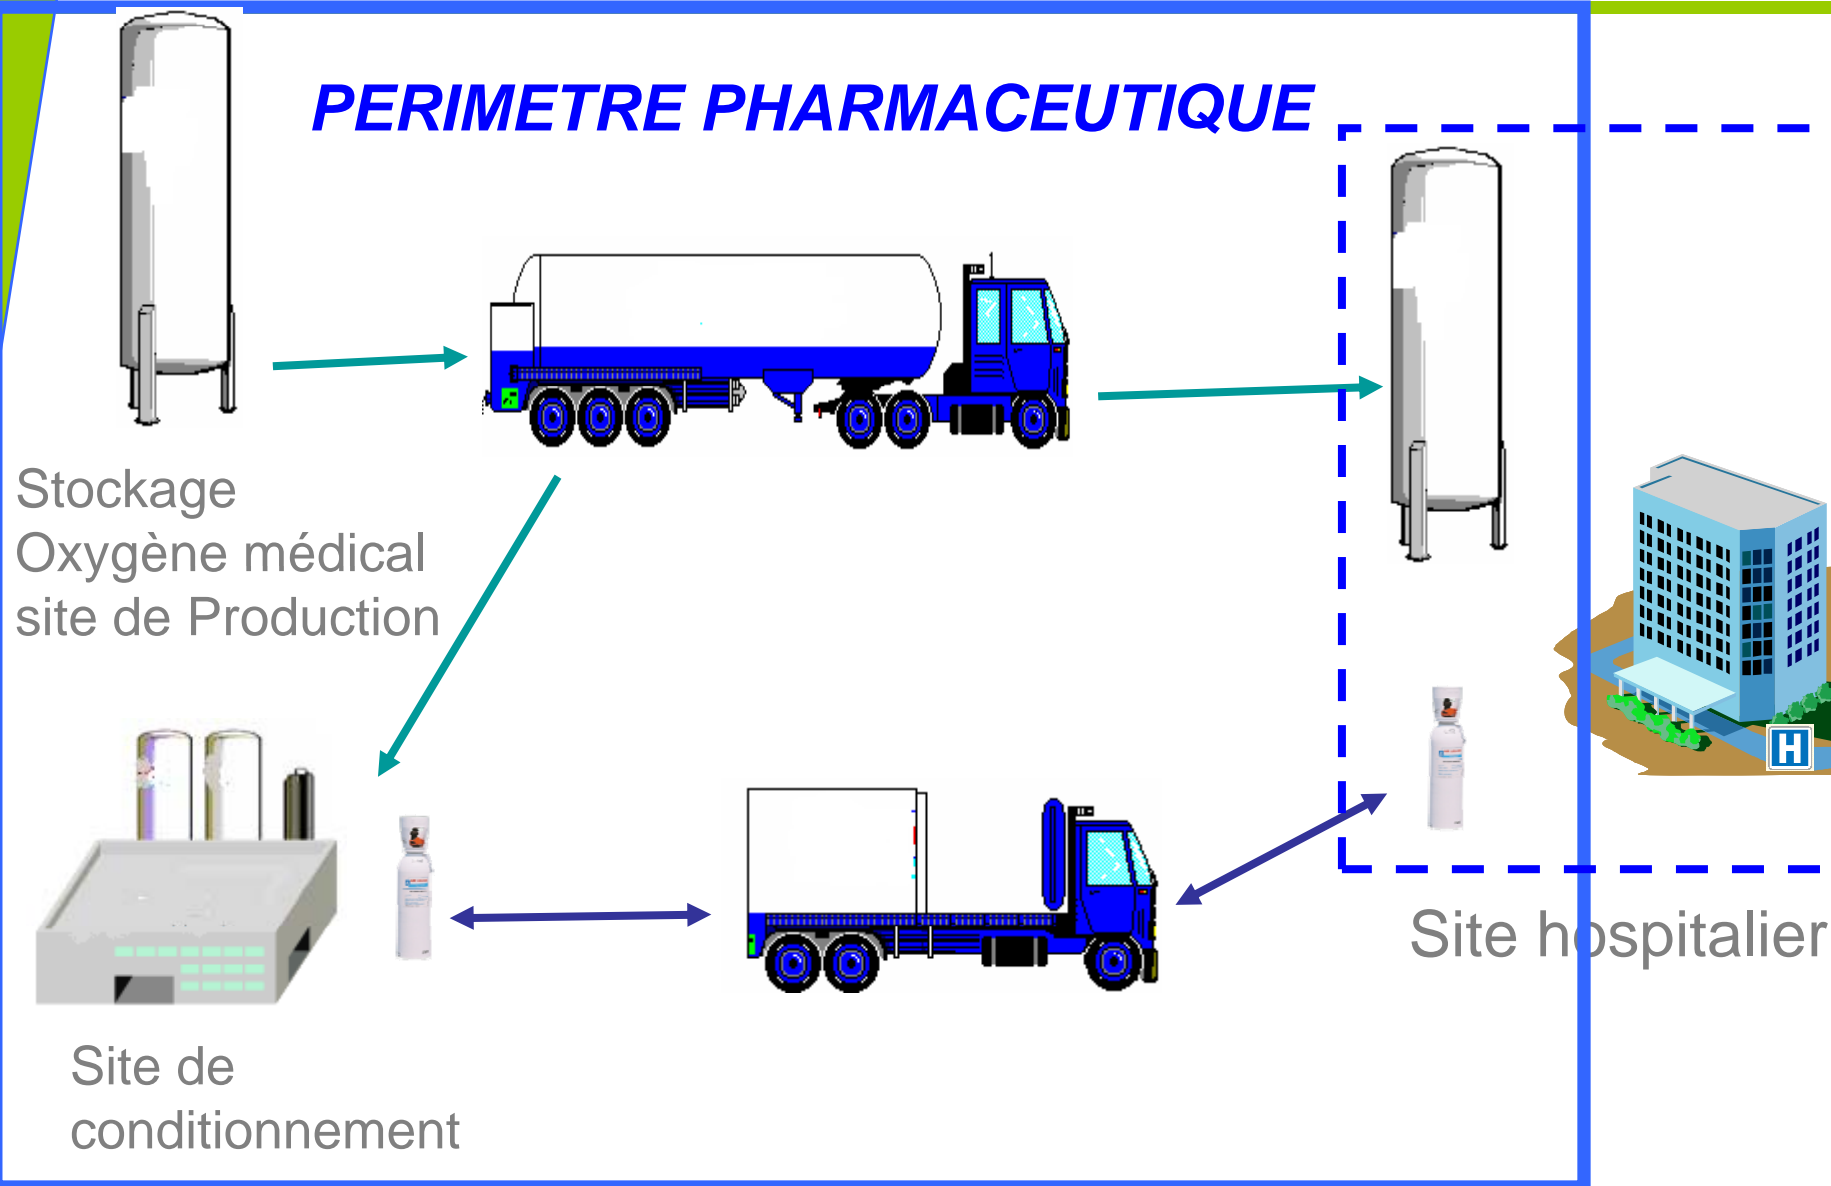 PERIMETRE PHARMACEUTIQUE
Stockage
Oxygène médical
site de Production
H
Site hospitalier
Site de
conditionnement